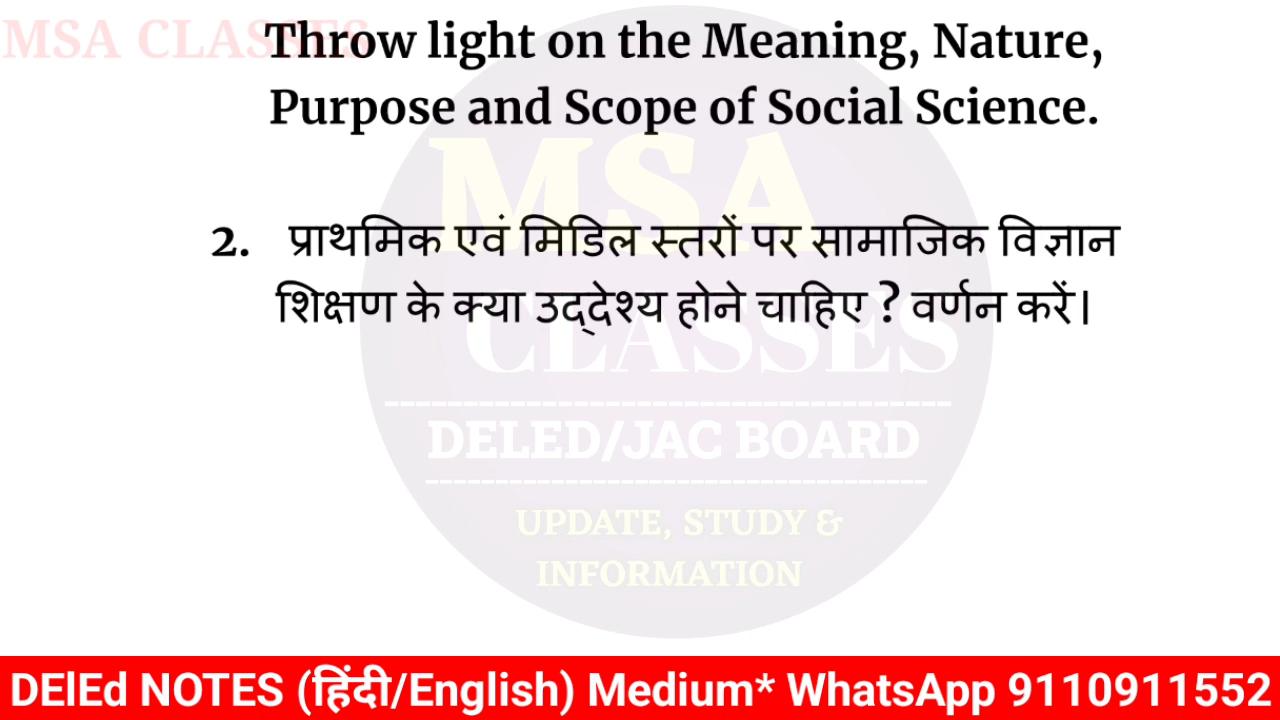 MSA CLASSES
Throw light on the Meaning, Nature,
Purpose and Scope of Social Science.
MSA
2. प्राथमिक एवं मिडिल स्तरों पर सामाजिक विज्ञान
शिक्षण के क्या उद्देश्य होने चाहिए ? वर्णन करें।
CLASSES
DELED/JAC BOARD
UPDATE, STUDY &
INFORMATION
DElEd NOTES (हिंदी/English) Medium* WhatsApp 9110911552